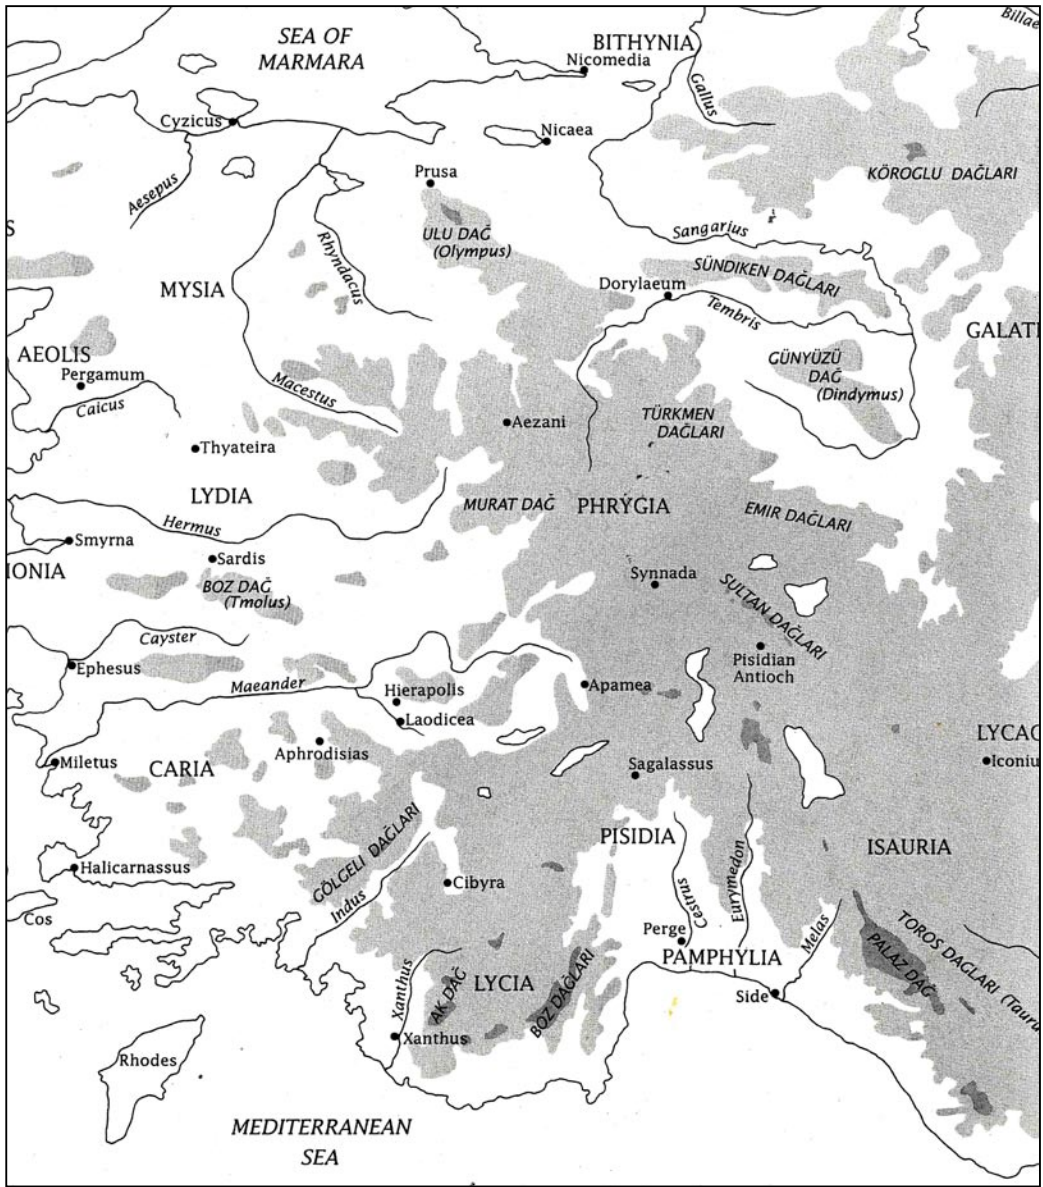 SEA OF
MARMARA
BITHYNIA
Nicomedia
Billae
Gallus
Cyzicus
Nicaea
Aesepus
Prusa
KÖROGLU DAĞLARI
Rhyndacus
ULU DAĞ
(Olympus)
Sangarius
S
SÜNDIKEN DAĞLARI
MYSIA
Dorylaeum
Tembris
GALATI
AEOLIS
Pergamum
GÜNYÜZÜ
DAĞ
(Dindymus)
Caicus
Macestus
TÜRKMEN
DAĞLARI
Aezani
Thyateira
LYDIA
MURAT DAĞ
PHRÝGIA
EMIR DAĞLARI
Hermus
Smyrna
Sardis
IONIA
BOZ DAĞ
(Tmolus)
Synnada
SULTAN DAĞLARI
Cayster
Ephesus
Pisidian
Antioch
Maeander
Hierapolis
Apamea
Laodicea
Aphrodisias
LYCAO
Miletus
CARIA
Sagalassus
Iconiu
GÖLGELI DAĞLARI
PISIDIA
ISAURIA
Halicarnassus
Indus
Cibyra
Cestrus
Eurymedon
Cos
Perge
Melas
TOROS DAGLARI (Tauru
PALAZ DAĞ
PAMPHYLIA
Xanthus
AK DAĞ
LYCIA
BOZ DAĞLARI
Side
Xanthus
Rhodes
MEDITERRANEAN
SEA